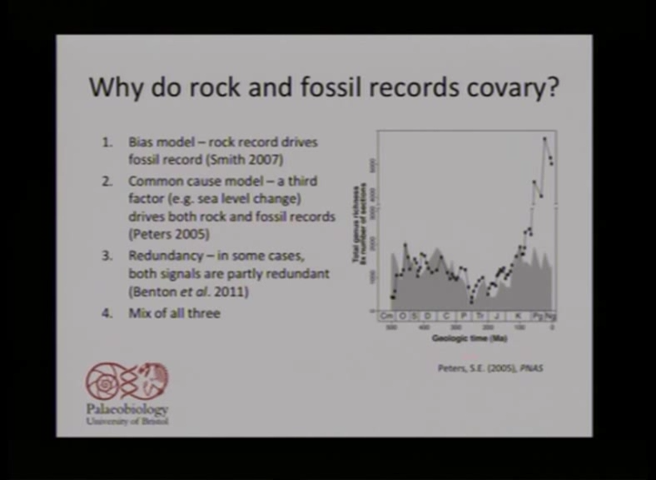 Why do rock and fossil records covary?
1. Bias model – rock record drives
fossil record (Smith 2007)
2. Common cause model – a third
factor (e.g. sea level change)
drives both rock and fossil records
(Peters 2005)
3. Redundancy – in some cases,
both signals are partly redundant
(Benton et al. 2011)
4. Mix of all three
Total genus richness
number of sections
Cm O S D C P Tr J K Pg Ng
500 400 300 200 100 0
Geologic time (Ma)
Peters, S.E. (2005), PNAS
Palaeobiology
University of Bristol